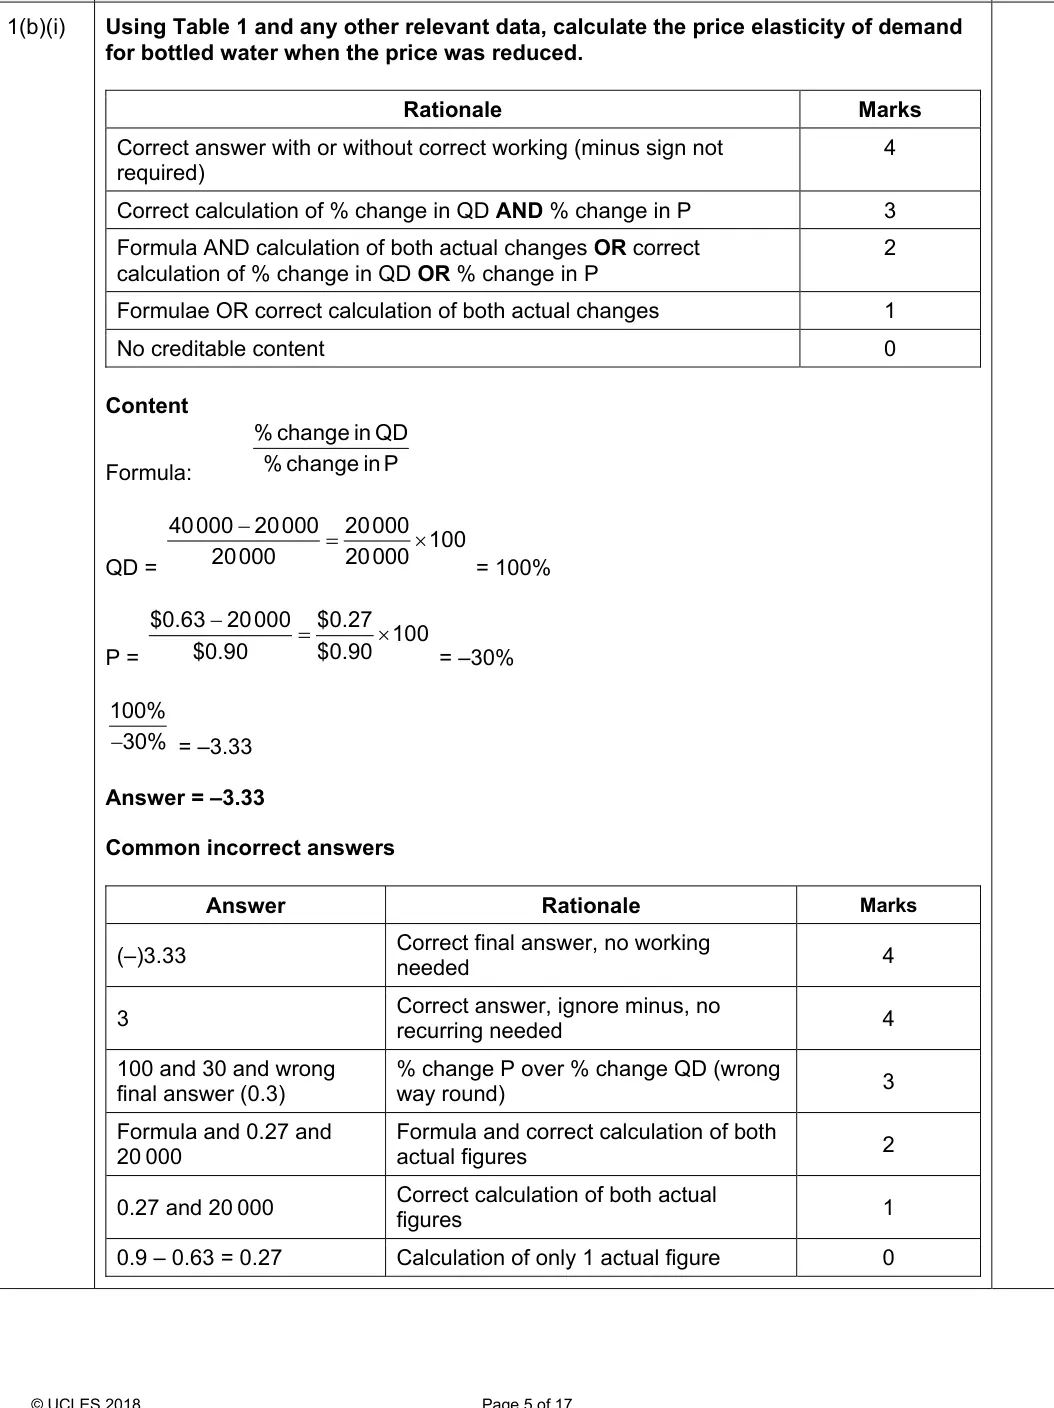 1(b)(i)
Using Table 1 and any other relevant data, calculate the price elasticity of demand
for bottled water when the price was reduced.
Rationale Marks
Correct answer with or without correct working (minus sign not
required) 4
Correct calculation of % change in QD AND % change in P 3
Formula AND calculation of both actual changes OR correct
calculation of % change in QD OR % change in P 2
Formulae OR correct calculation of both actual changes 1
No creditable content 0
Content
Formula: % change in QD
% change in P
QD = 40 000 – 20 000 / 20 000 = 20 000 / 20 000 × 100 = 100%
P = $0.63 – 20 000 / $0.90 = $0.27 / $0.90 × 100 = –30%
100% / –30% = –3.33
Answer = –3.33
Common incorrect answers
Answer Rationale Marks
(–)3.33 Correct final answer, no working
needed 4
3 Correct answer, ignore minus, no
recurring needed 4
100 and 30 and wrong
final answer (0.3) % change P over % change QD (wrong
way round) 3
Formula and 0.27 and
20 000 Formula and correct calculation of both
actual figures 2
0.27 and 20 000 Correct calculation of both actual
figures 1
0.9 – 0.63 = 0.27 Calculation of only 1 actual figure 0
© UCLES 2018 Page 5 of 17